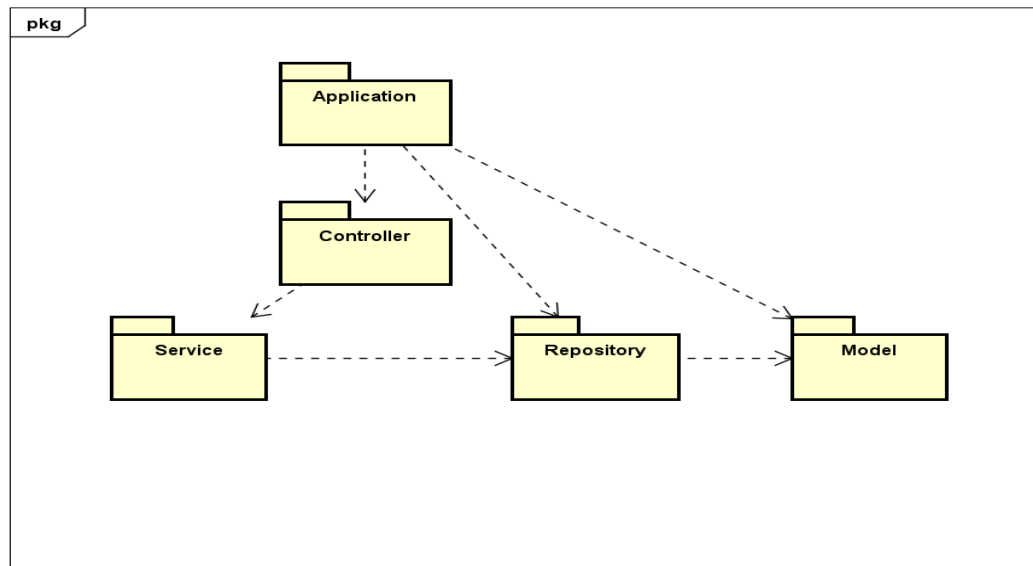 pkg
Application
Controller
Service
Repository
Model